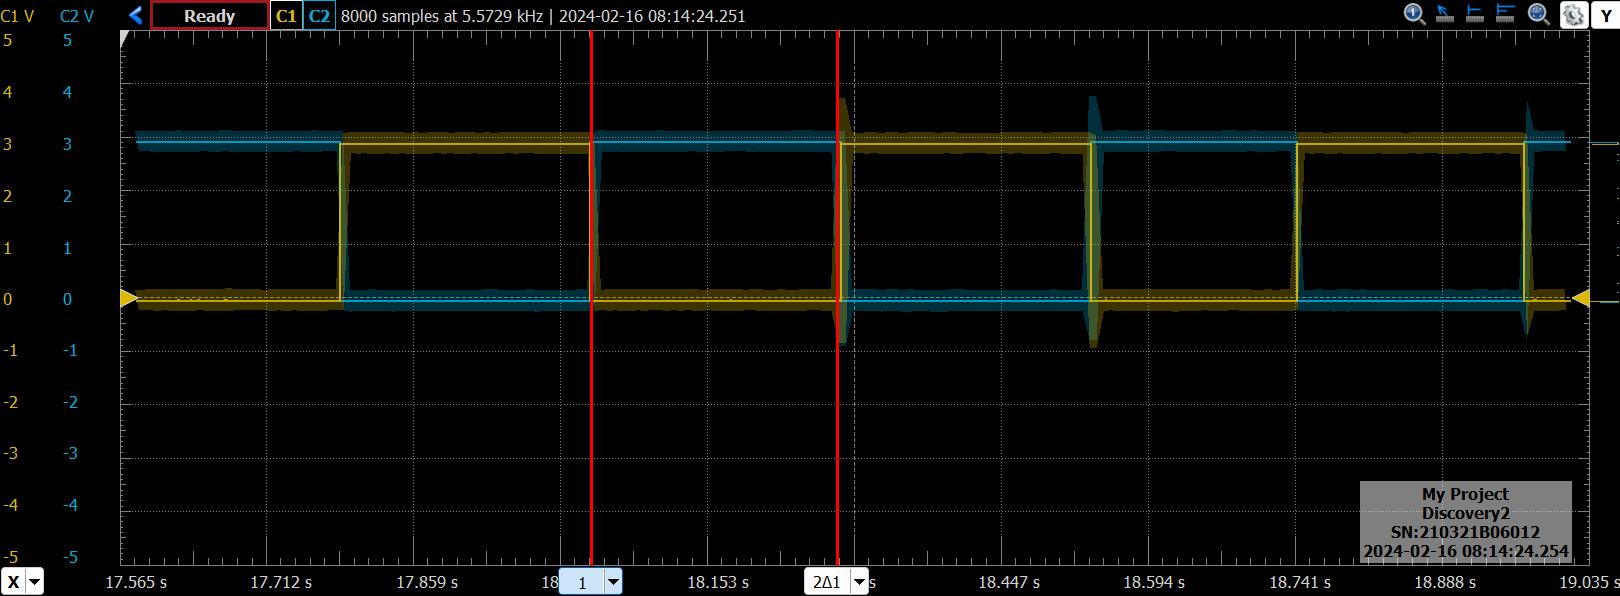 C1 V C2 V Ready C1 C2 8000 samples at 5.5729 kHz | 2024-02-16 08:14:24.251 Y
5 5
4 4
3 3
2 2
1 1
0 0
-1 -1
-2 -2
-3 -3
-4 -4
-5 -5
My Project
Discovery2
SN:210321B06012
2024-02-16 08:14:24.254
X 17.565 s 17.712 s 17.859 s 18 1 18.153 s 2Δ1 s 18.447 s 18.594 s 18.741 s 18.888 s 19.035 s